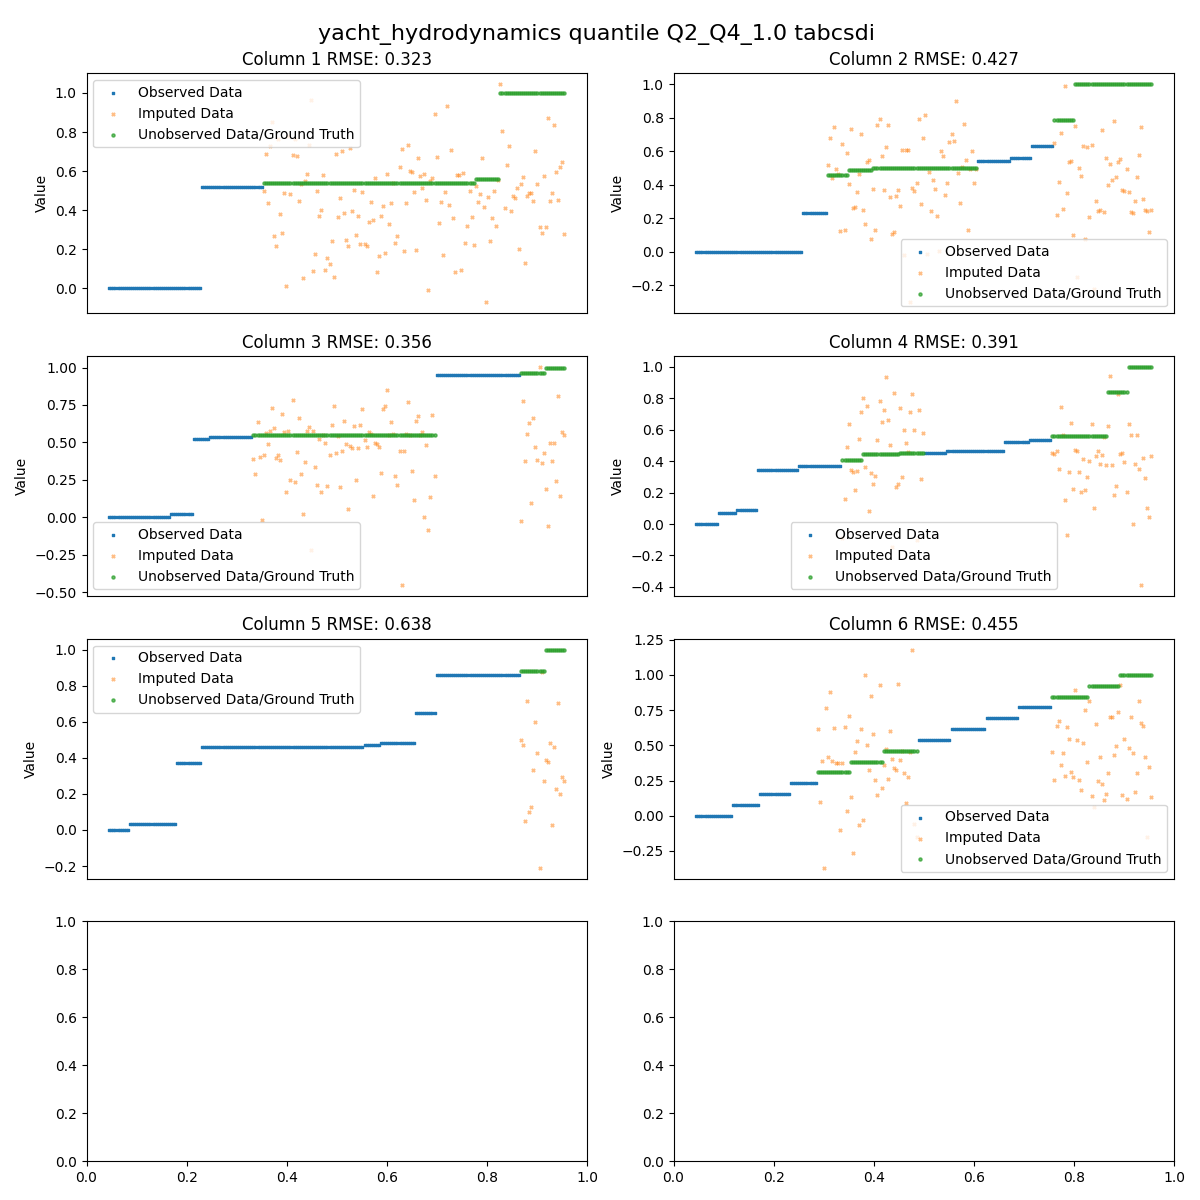 yacht_hydrodynamics quantile Q2_Q4_1.0 tabcsdi
Column 1 RMSE: 0.323
Value
1.0
0.8
0.6
0.4
0.2
0.0
Observed Data
Imputed Data
Unobserved Data/Ground Truth
Column 2 RMSE: 0.427
Value
1.0
0.8
0.6
0.4
0.2
0.0
−0.2
Observed Data
Imputed Data
Unobserved Data/Ground Truth
Column 3 RMSE: 0.356
Value
1.00
0.75
0.50
0.25
0.00
−0.25
−0.50
Observed Data
Imputed Data
Unobserved Data/Ground Truth
Column 4 RMSE: 0.391
Value
1.0
0.8
0.6
0.4
0.2
0.0
−0.2
−0.4
Observed Data
Imputed Data
Unobserved Data/Ground Truth
Column 5 RMSE: 0.638
Value
1.0
0.8
0.6
0.4
0.2
0.0
−0.2
Observed Data
Imputed Data
Unobserved Data/Ground Truth
Column 6 RMSE: 0.455
Value
1.25
1.00
0.75
0.50
0.25
0.00
−0.25
Observed Data
Imputed Data
Unobserved Data/Ground Truth
1.0
0.8
0.6
0.4
0.2
0.0
0.0 0.2 0.4 0.6 0.8 1.0
1.0
0.8
0.6
0.4
0.2
0.0
0.0 0.2 0.4 0.6 0.8 1.0